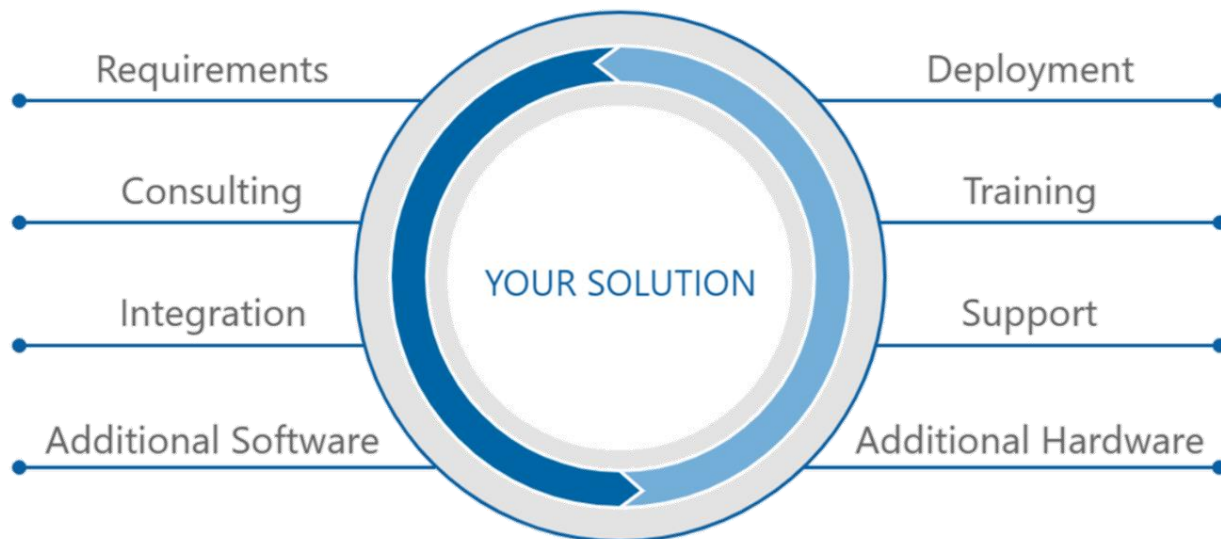 Requirements
Deployment
Consulting
Training
YOUR SOLUTION
Integration
Support
Additional Software
Additional Hardware